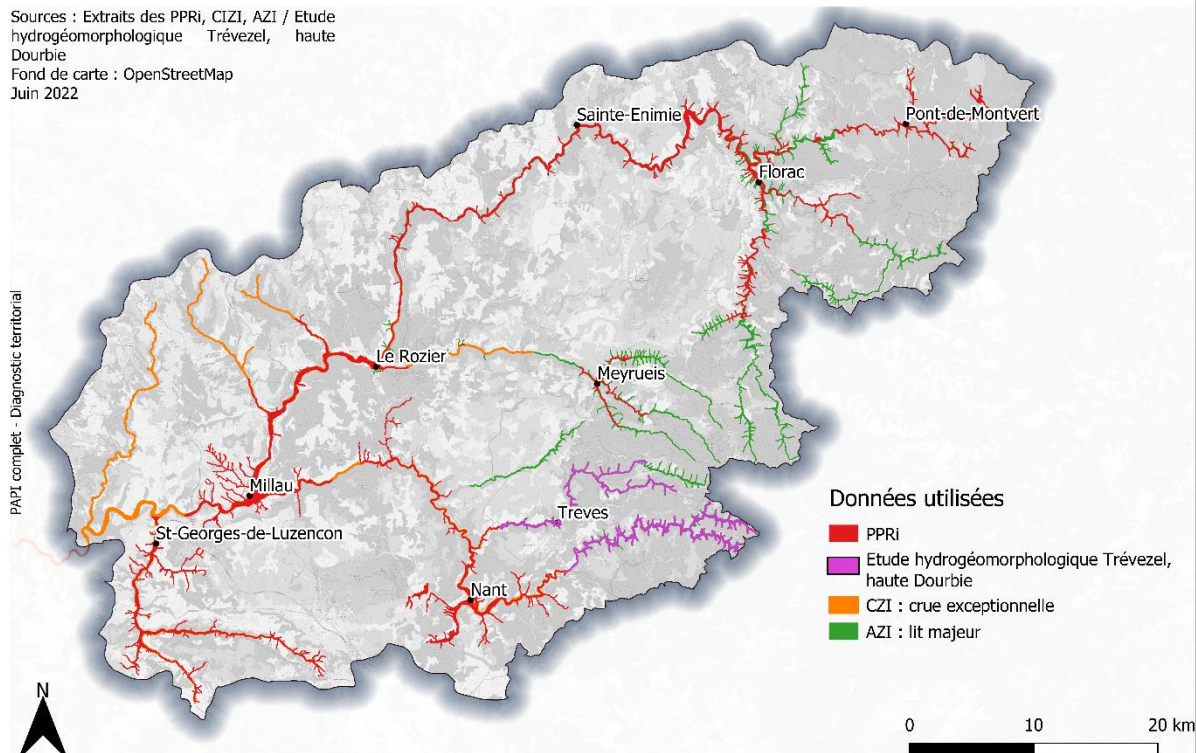 Sources : Extraits des PPRi, CIZI, AZI / Etude
hydrogéomorphologique Trévezel, haute
Dourbie
Fond de carte : OpenStreetMap
Juin 2022
Sainte-Enimie
Pont-de-Montvert
Florac
PAPI complet - Diagnostic territorial
Le Rozier
Meyrueis
Millau
St-Georges-de-Luzencon
Treves
Nant
Données utilisées
PPRi
Etude hydrogéomorphologique Trévezel,
haute Dourbie
CZI : crue exceptionnelle
AZI : lit majeur
N
0 10 20 km